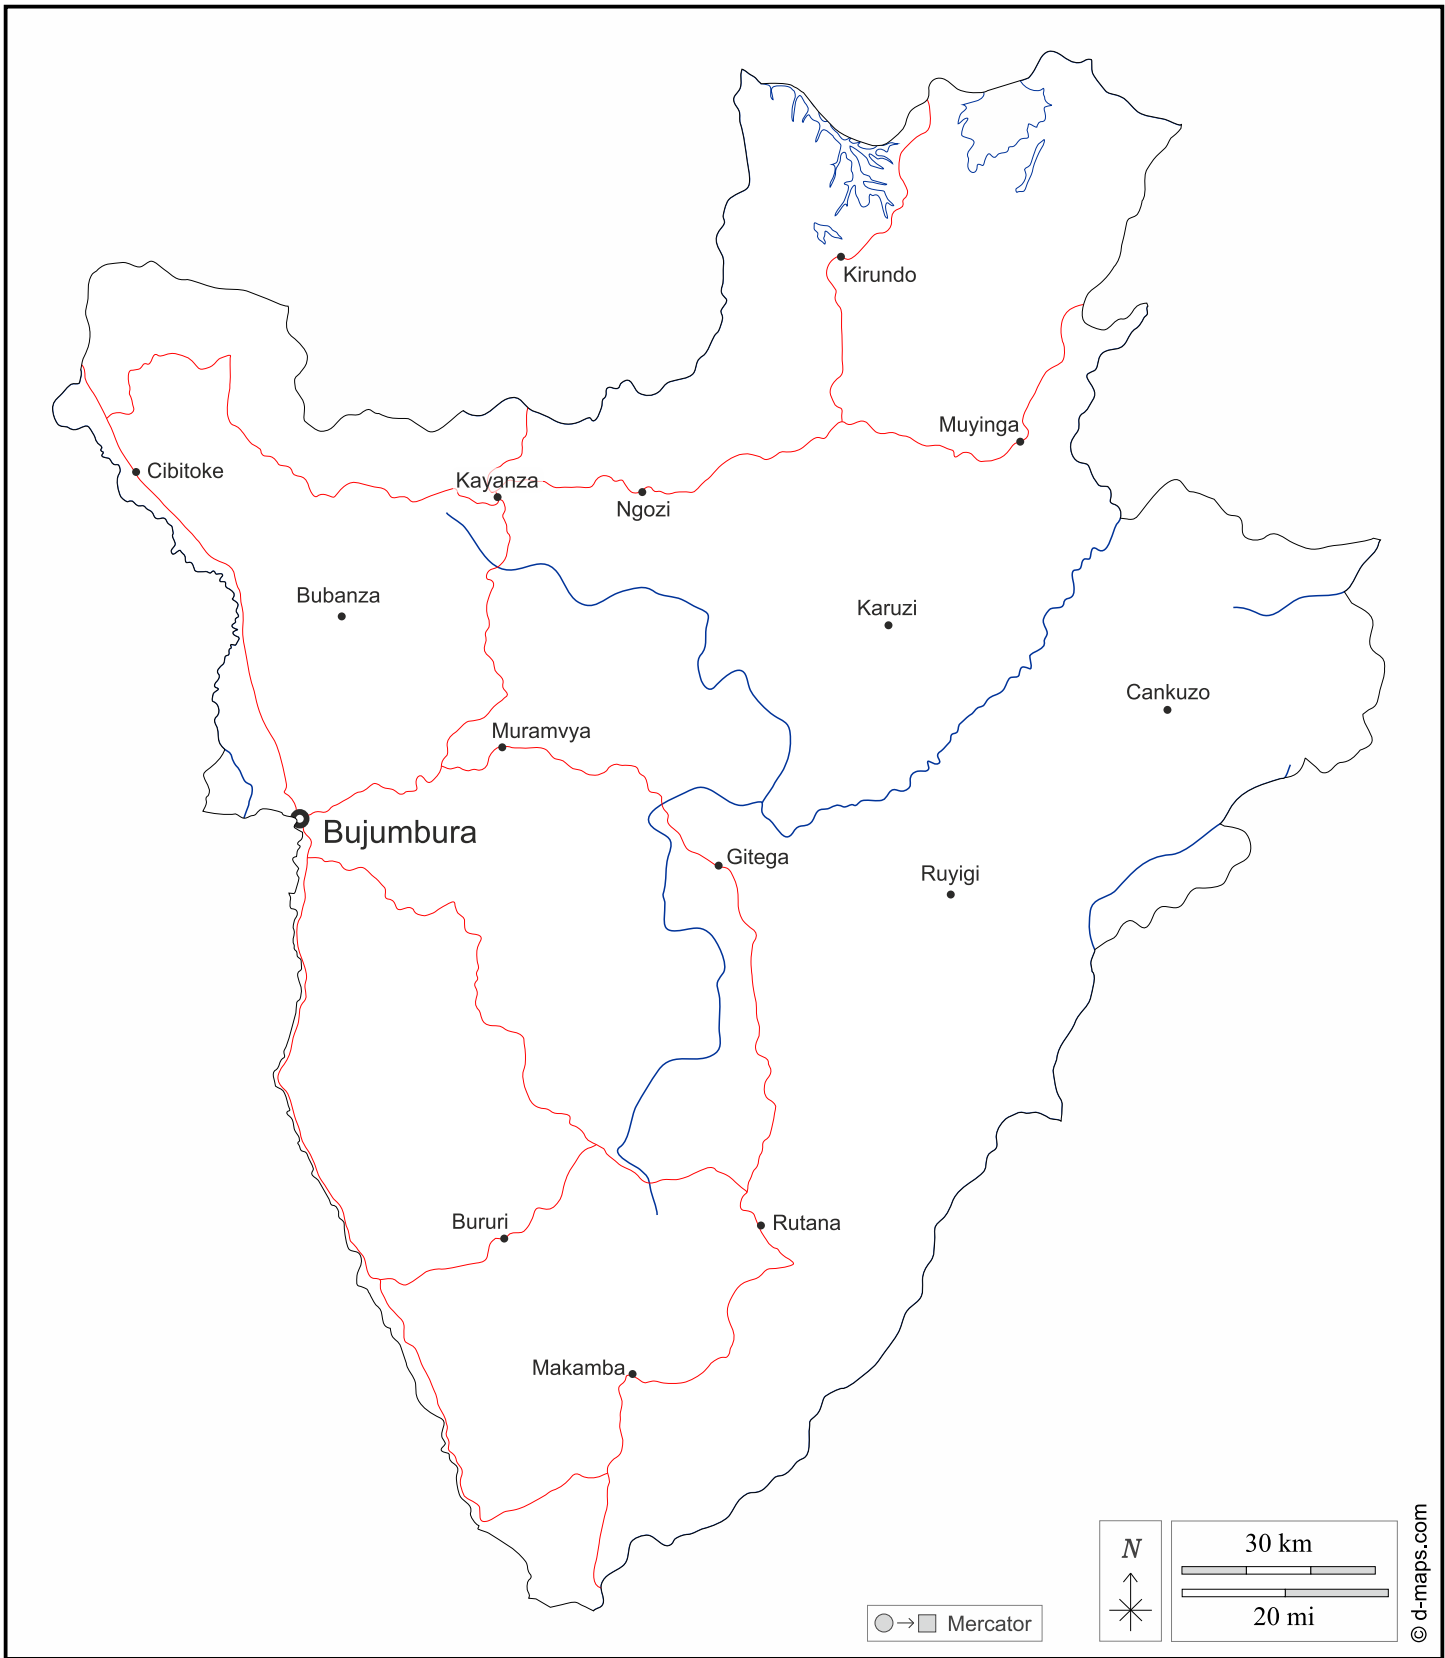 Kirundo
Muyinga
Cibitoke
Kayanza
Ngozi
Bubanza
Karuzi
Cankuzo
Muramvya
Bujumbura
Gitega
Ruyigi
Bururi
Rutana
Makamba
N
30 km
20 mi
Mercator
© d-maps.com